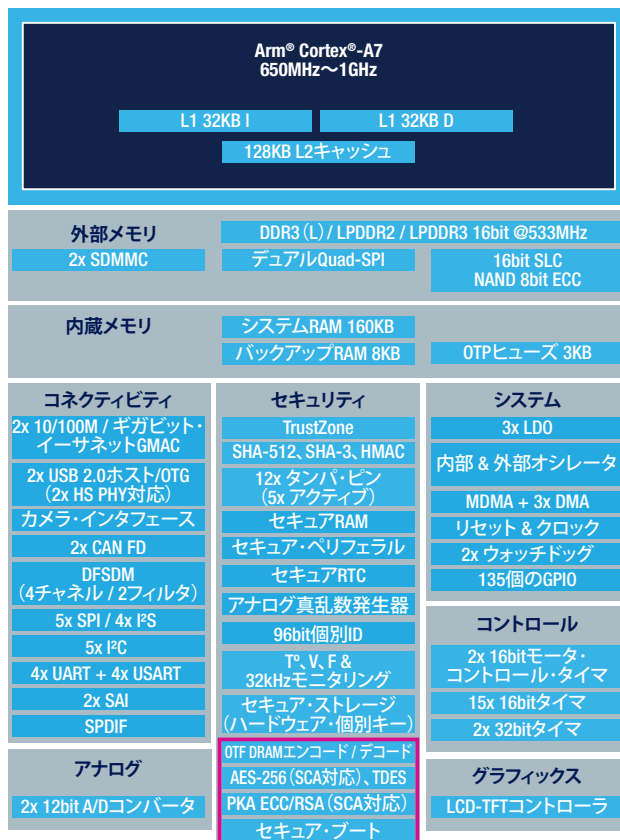 Arm® Cortex®-A7
650MHz～1GHz
L1 32KB I
L1 32KB D
128KB L2キャッシュ
外部メモリ
DDR3（L）/ LPDDR2 / LPDDR3 16bit @533MHz
2x SDMMC
デュアルQuad-SPI
16bit SLC
NAND 8bit ECC
内蔵メモリ
システムRAM 160KB
バックアップRAM 8KB
OTPヒューズ 3KB
コネクティビティ
2x 10/100M / ギガビット・
イーサネットGMAC
2x USB 2.0ホスト/OTG
（2x HS PHY対応）
カメラ・インタフェース
2x CAN FD
DFSDM
（4チャネル / 2フィルタ）
5x SPI / 4x I²S
5x I²C
4x UART + 4x USART
2x SAI
SPDIF
アナログ
2x 12bit A/Dコンバータ
セキュリティ
TrustZone
SHA-512、SHA-3、HMAC
12x タンパ・ピン
（5x アクティブ）
セキュアRAM
セキュア・ペリフェラル
セキュアRTC
アナログ真乱数発生器
96bit個別ID
Tº、V、F &
32kHzモニタリング
セキュア・ストレージ
（ハードウェア・個別キー）
OTF DRAMエンコード / デコード
AES-256（SCA対応）、TDES
PKA ECC/RSA（SCA対応）
セキュア・ブート
システム
3x LDO
内部 & 外部オシレータ
MDMA + 3x DMA
リセット & クロック
2x ウォッチドッグ
135個のGPIO
コントロール
2x 16bitモータ・
コントロール・タイマ
15x 16bitタイマ
2x 32bitタイマ
グラフィックス
LCD-TFTコントローラ